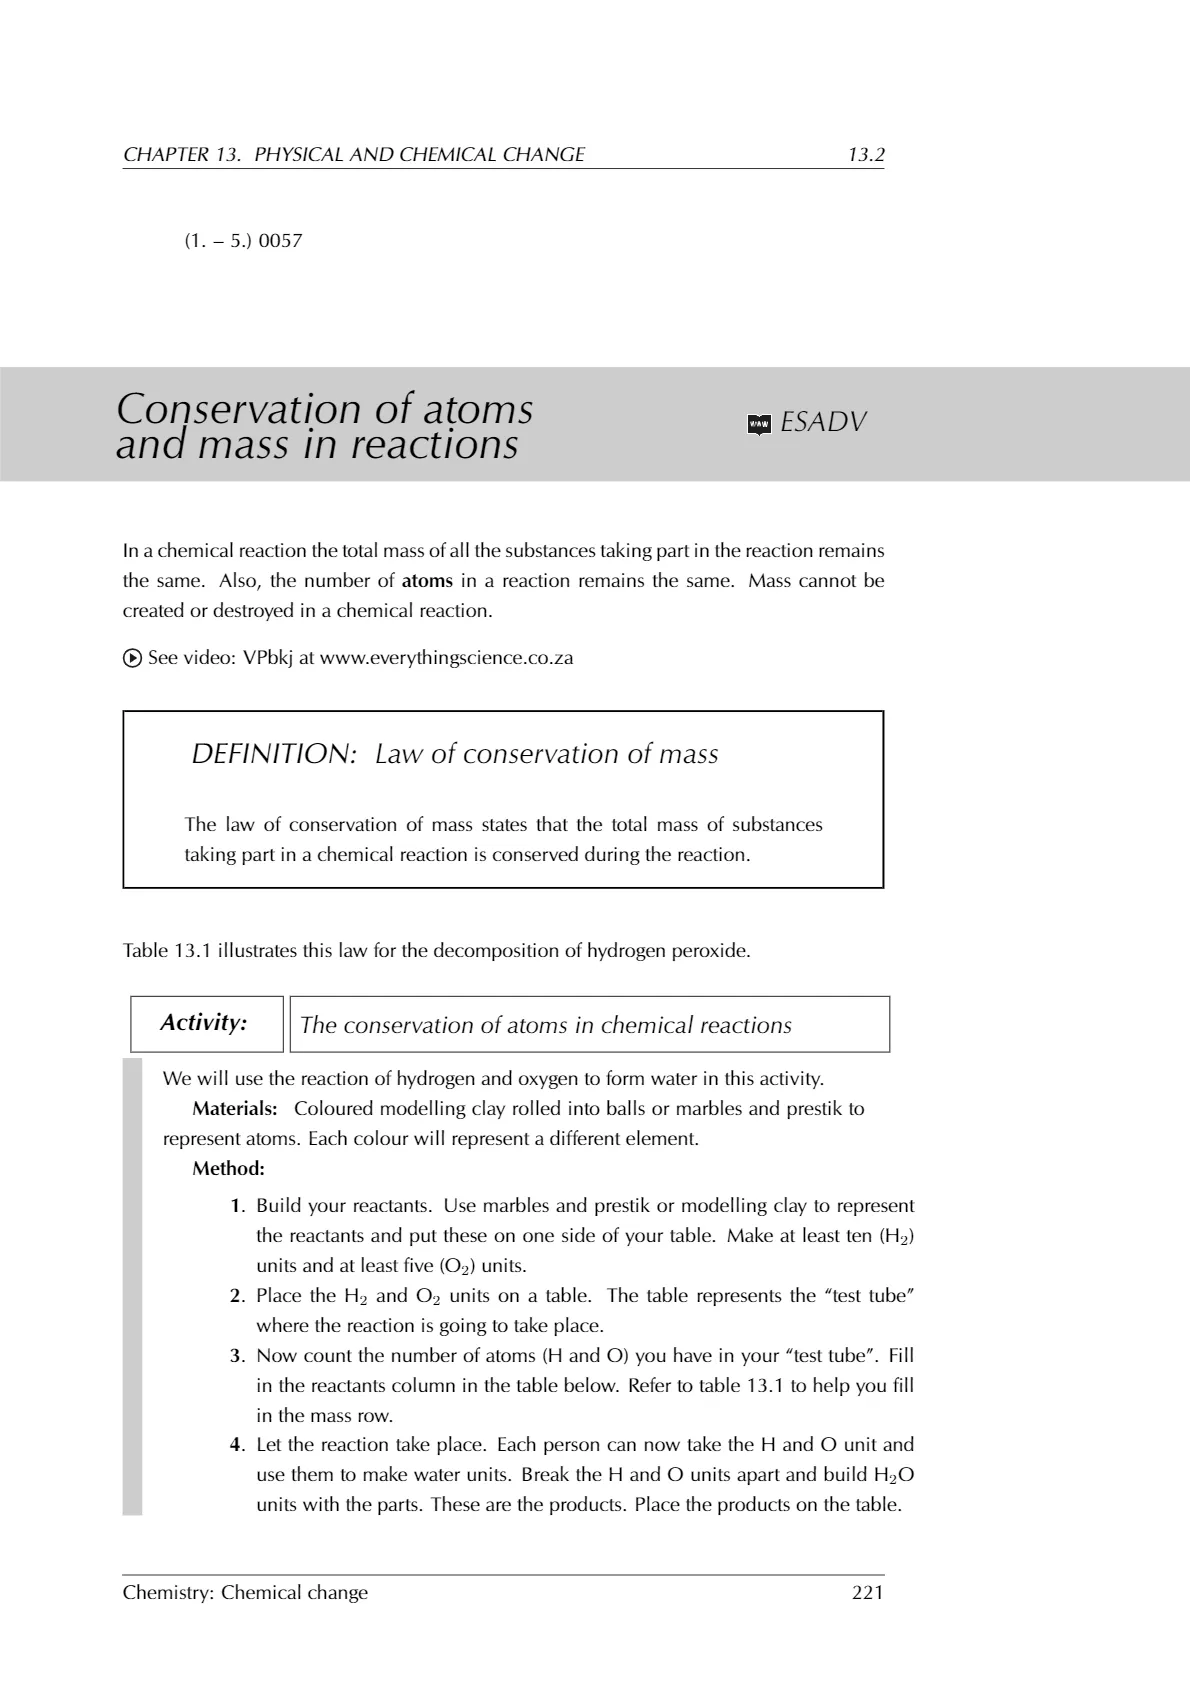 CHAPTER 13. PHYSICAL AND CHEMICAL CHANGE 13.2
(1. – 5.) 0057
Conservation of atoms
and mass in reactions
WWW ESADV
In a chemical reaction the total mass of all the substances taking part in the reaction remains
the same. Also, the number of atoms in a reaction remains the same. Mass cannot be
created or destroyed in a chemical reaction.
See video: VPbkj at www.everythingscience.co.za
DEFINITION: Law of conservation of mass
The law of conservation of mass states that the total mass of substances
taking part in a chemical reaction is conserved during the reaction.
Table 13.1 illustrates this law for the decomposition of hydrogen peroxide.
Activity: The conservation of atoms in chemical reactions
We will use the reaction of hydrogen and oxygen to form water in this activity.
Materials: Coloured modelling clay rolled into balls or marbles and prestik to
represent atoms. Each colour will represent a different element.
Method:
1. Build your reactants. Use marbles and prestik or modelling clay to represent
the reactants and put these on one side of your table. Make at least ten (H₂)
units and at least five (O₂) units.
2. Place the H₂ and O₂ units on a table. The table represents the “test tube”
where the reaction is going to take place.
3. Now count the number of atoms (H and O) you have in your “test tube”. Fill
in the reactants column in the table below. Refer to table 13.1 to help you fill
in the mass row.
4. Let the reaction take place. Each person can now take the H and O unit and
use them to make water units. Break the H and O units apart and build H₂O
units with the parts. These are the products. Place the products on the table.
Chemistry: Chemical change 221